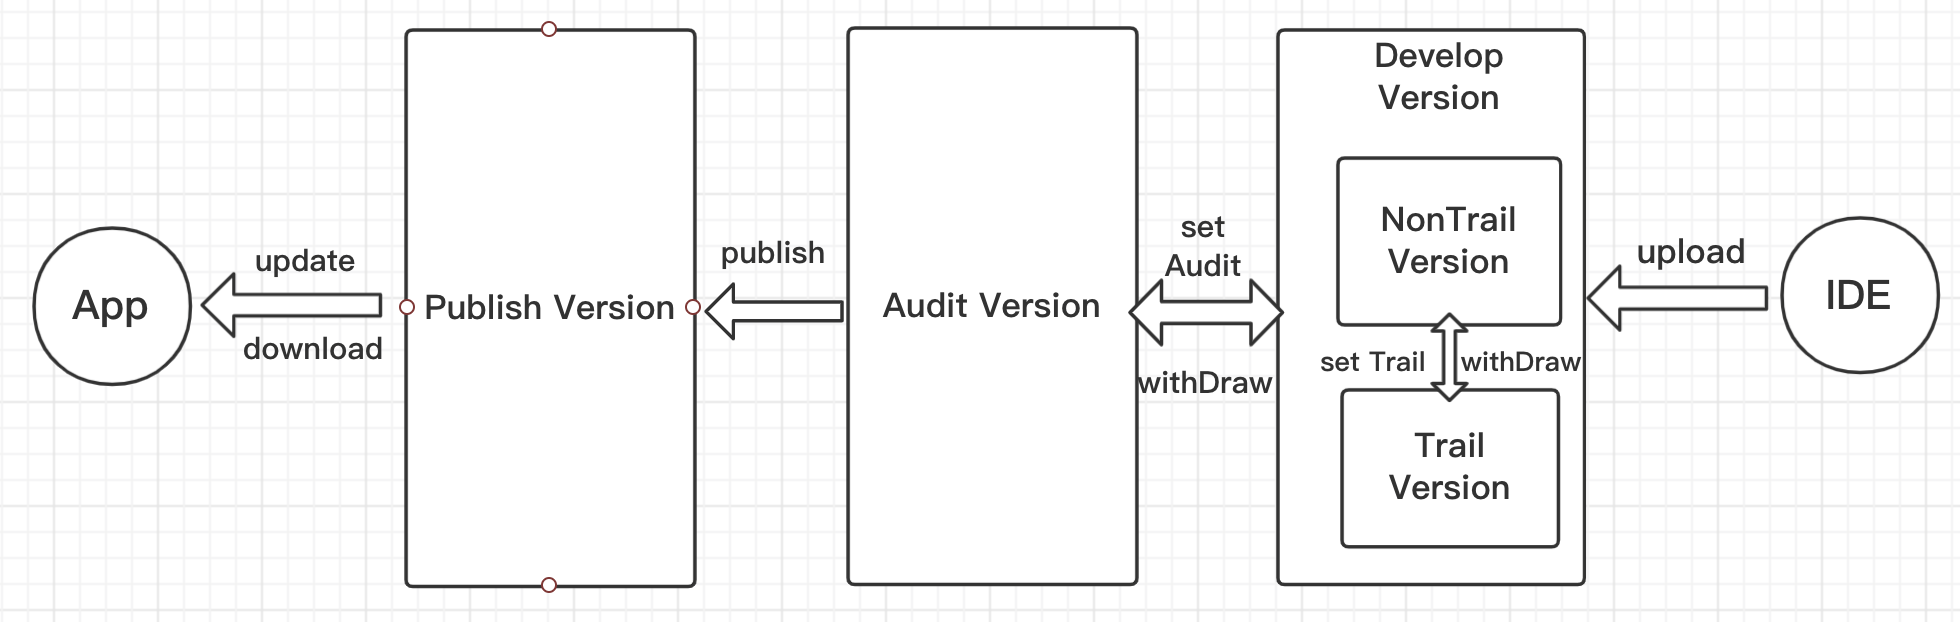 App
update
download
Publish Version
publish
Audit Version
set
Audit
withDraw
Develop
Version
NonTrail
Version
set Trail
withDraw
Trail
Version
upload
IDE